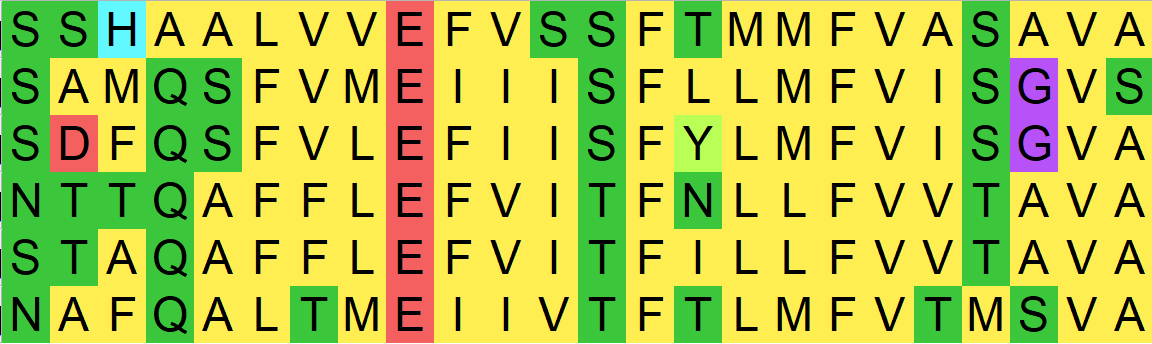 S S H A A L V V E F V S S F T M M F V A S A V A
S A M Q S F V M E I I I S F L L M F V I S G V S
S D F Q S F V L E F I I S F Y L M F V I S G V A
N T T Q A F F L E F V I T F N L L F V V T A V A
S T A Q A F F L E F V I T F I L L F V V T A V A
N A F Q A L T M E I I V T F T L M F V T M S V A